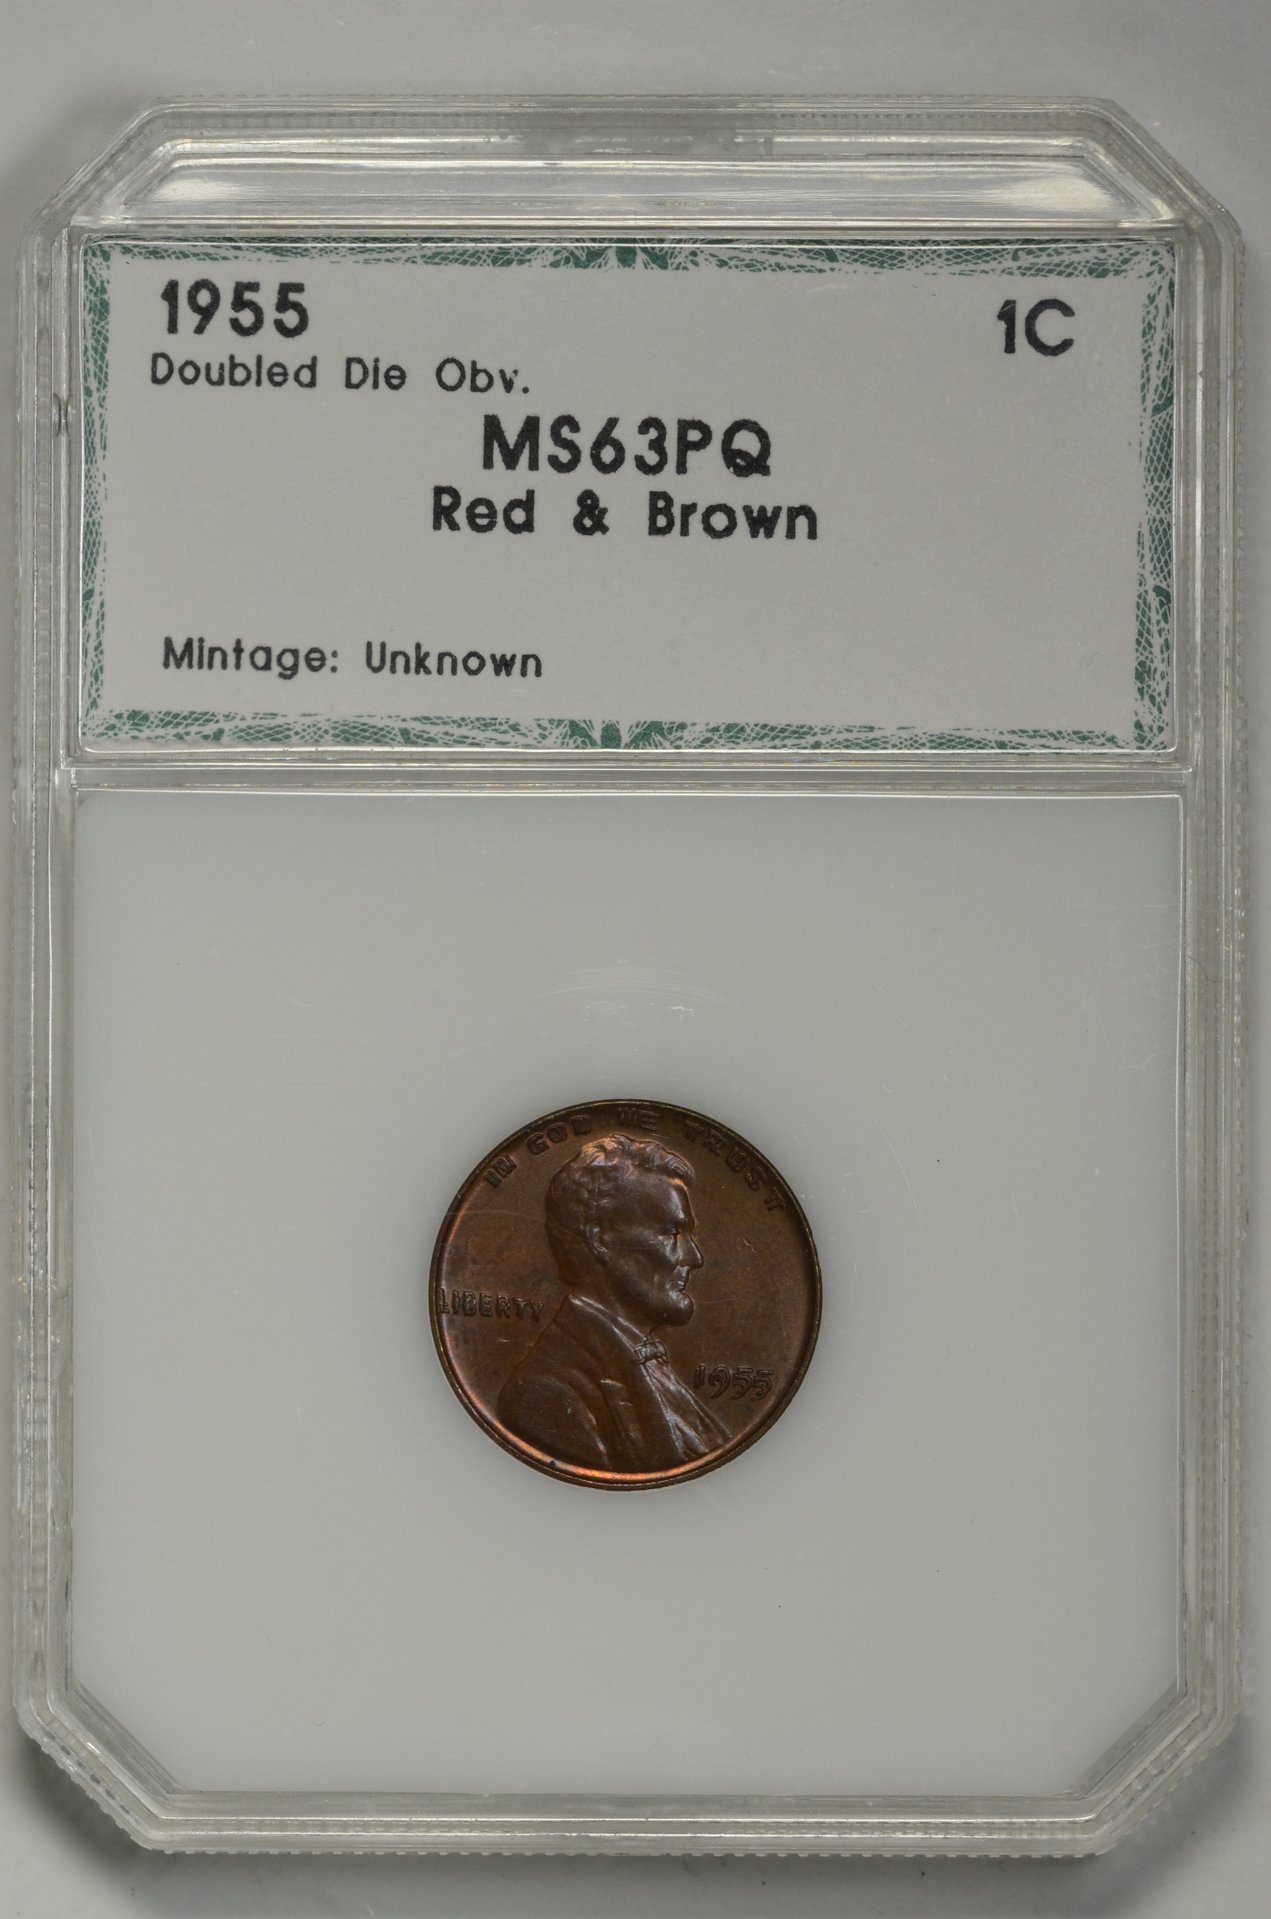 1955 1C
Doubled Die Obv.
MS63PQ
Red & Brown
Mintage: Unknown
IN GOD WE TRUST
LIBERTY
1955